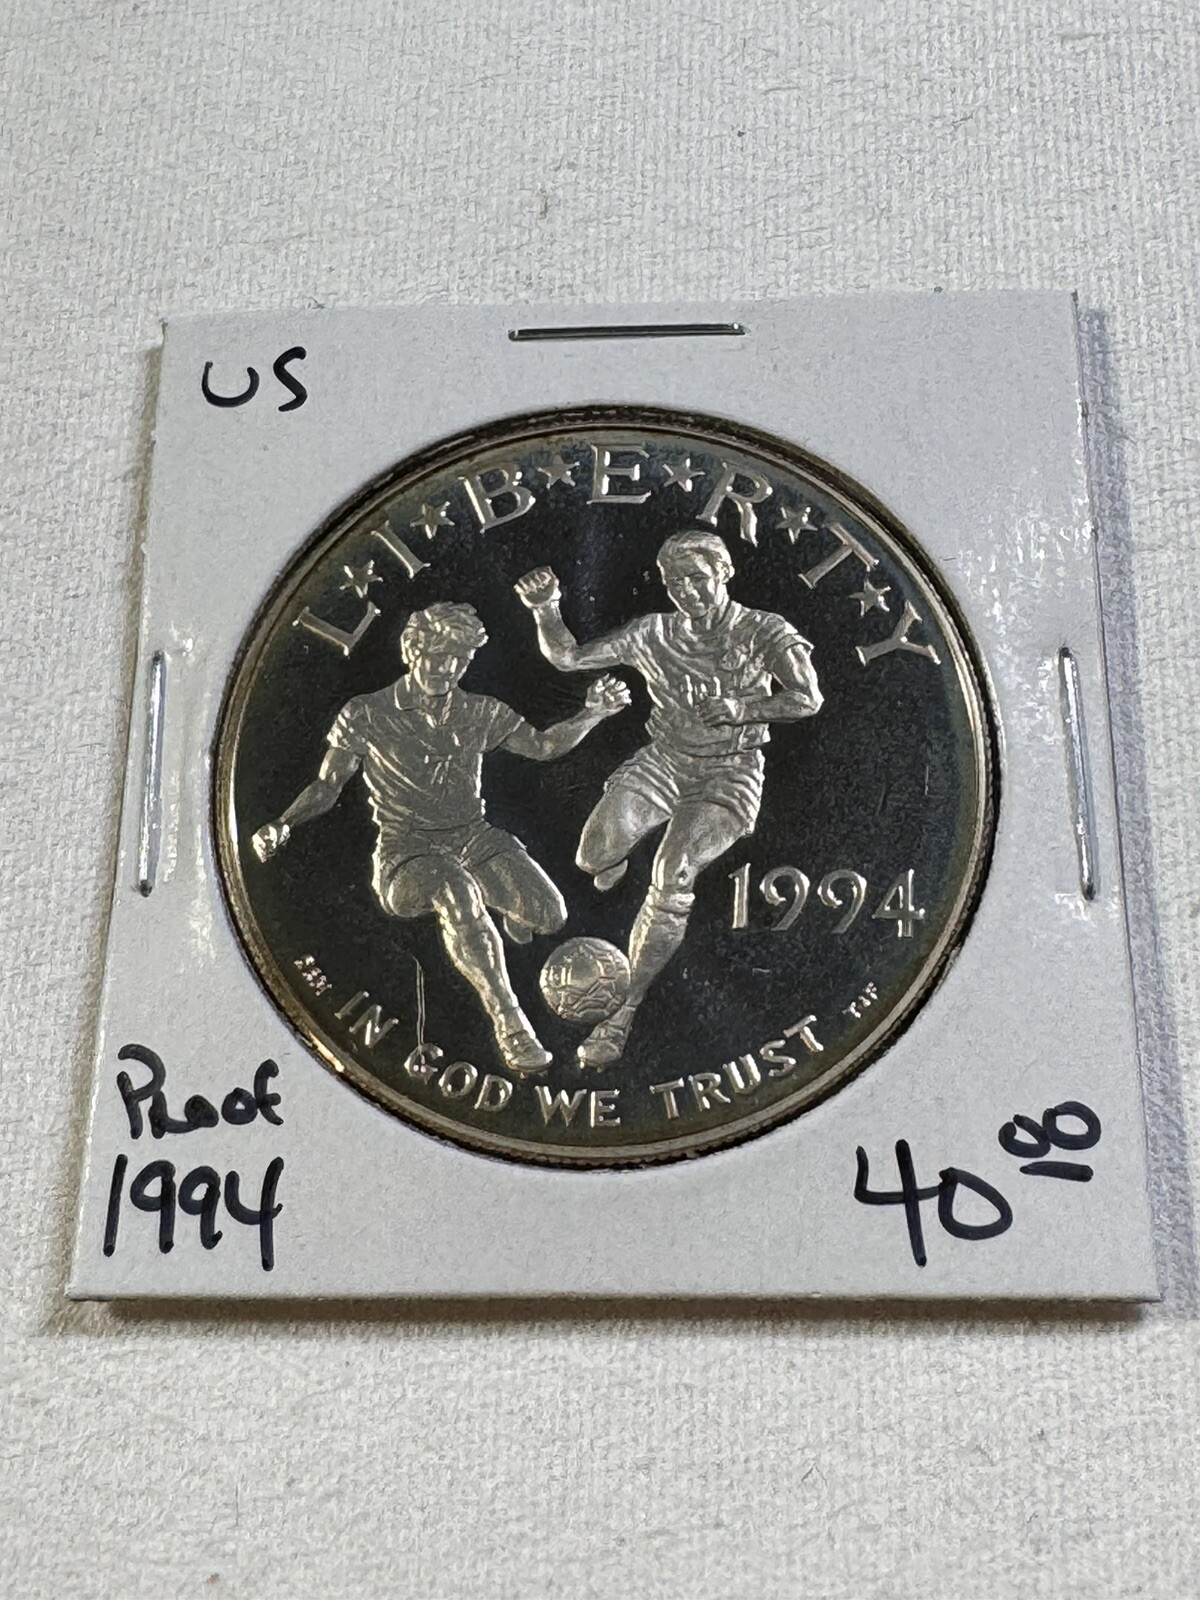 US
L★I★B★E★R★T★Y
1994
IN GOD WE TRUST
Proof
1994
40.00